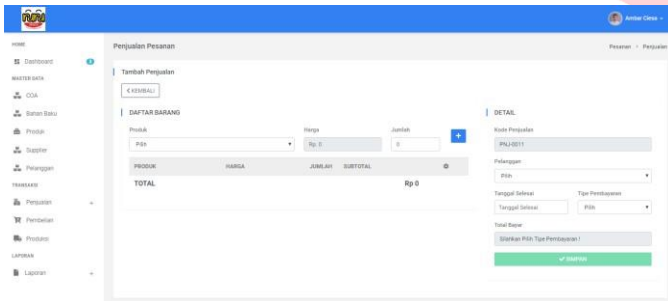 Ambar Cless
HOME
Dashboard
MASTER DATA
COA
Bahan Baku
Produk
Supplier
Pelanggan
TRANSAKSI
Penjualan +
Pembelian
Produksi
LAPORAN
Laporan +
Penjualan Pesanan
Pesanan > Penjualan
Tambah Penjualan
< KEMBALI
DAFTAR BARANG
Produk Harga Jumlah
Pilih Rp. 0 0 +
PRODUK HARGA JUMLAH SUBTOTAL
TOTAL Rp 0
DETAIL
Kode Penjualan
PNJ-0011
Pelanggan
Pilih
Tanggal Selesai Tipe Pembayaran
Tanggal Selesai Pilih
Total Bayar
Silahkan Pilih Tipe Pembayaran !
SIMPAN